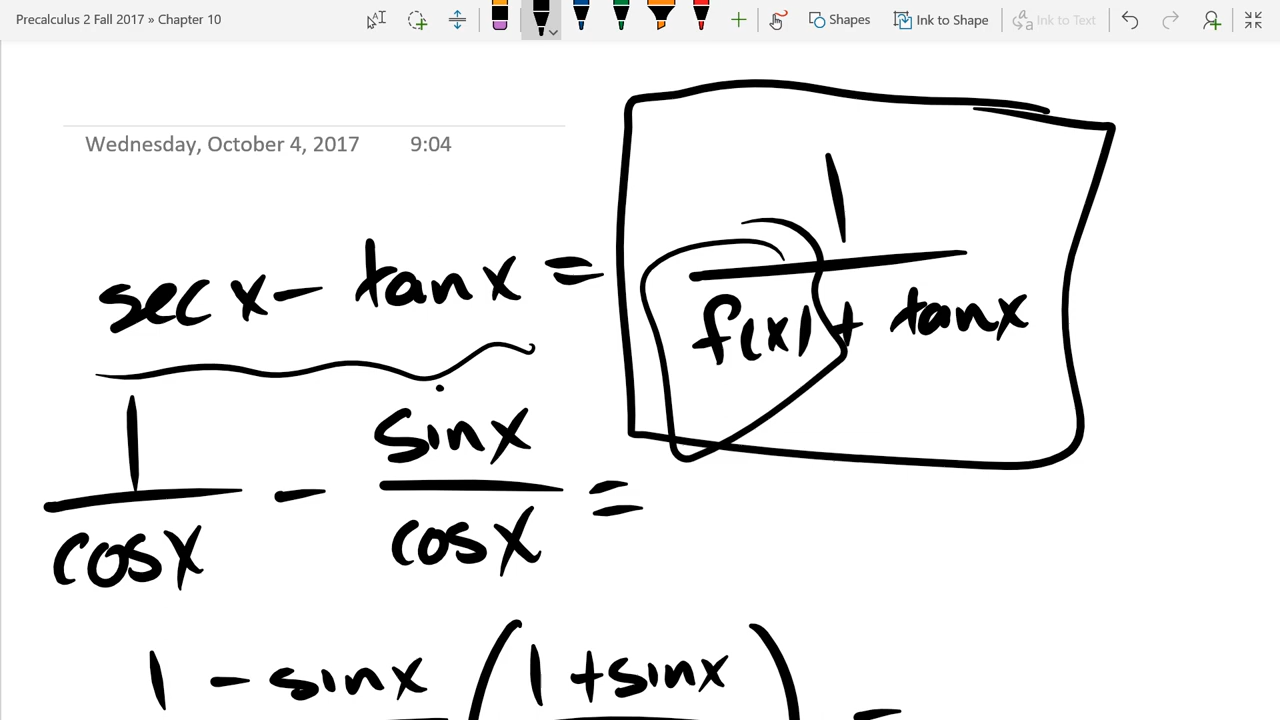 Precalculus 2 Fall 2017 » Chapter 10
Shapes
Ink to Shape
Ink to Text
Wednesday, October 4, 2017 9:04
sec x - tan x = 1 / f(x) + tan x
1 / cos x - sin x / cos x =
1 - sin x ( 1 + sin x ) =